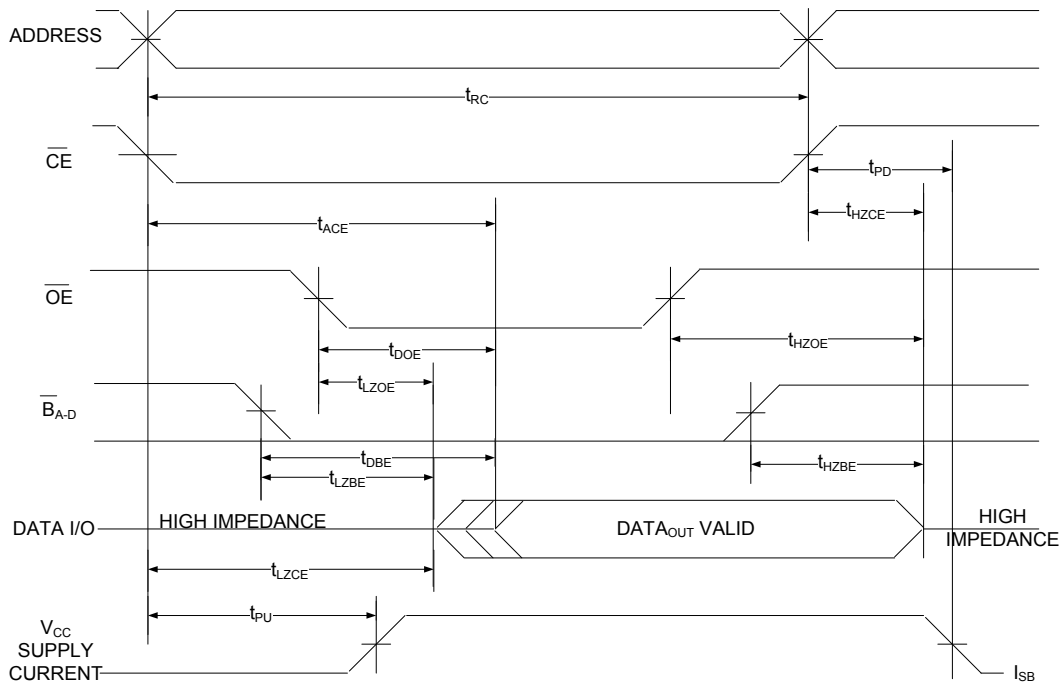 ADDRESS
tRC
CE
tPD
tHZCE
tACE
OE
tDOE
tHZOE
tLZOE
BA-D
tDBE
tHZBE
tLZBE
DATA I/O
HIGH IMPEDANCE
DATAOUT VALID
HIGH
IMPEDANCE
tLZCE
tPU
VCC
SUPPLY
CURRENT
ISB